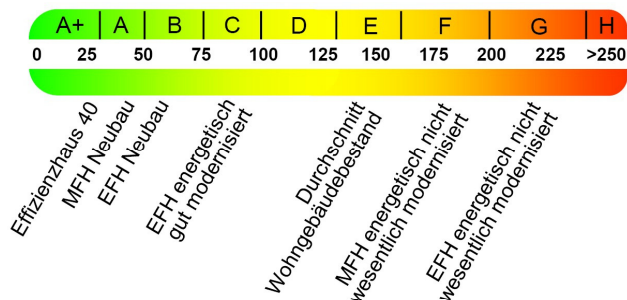 A+ A B C D E F G H
0 25 50 75 100 125 150 175 200 225 >250
Effizienzhaus 40
MFH Neubau
EFH Neubau
EFH energetisch
gut modernisiert
Durchschnitt
Wohngebäudebestand
MFH energetisch nicht
wesentlich modernisiert
EFH energetisch nicht
wesentlich modernisiert